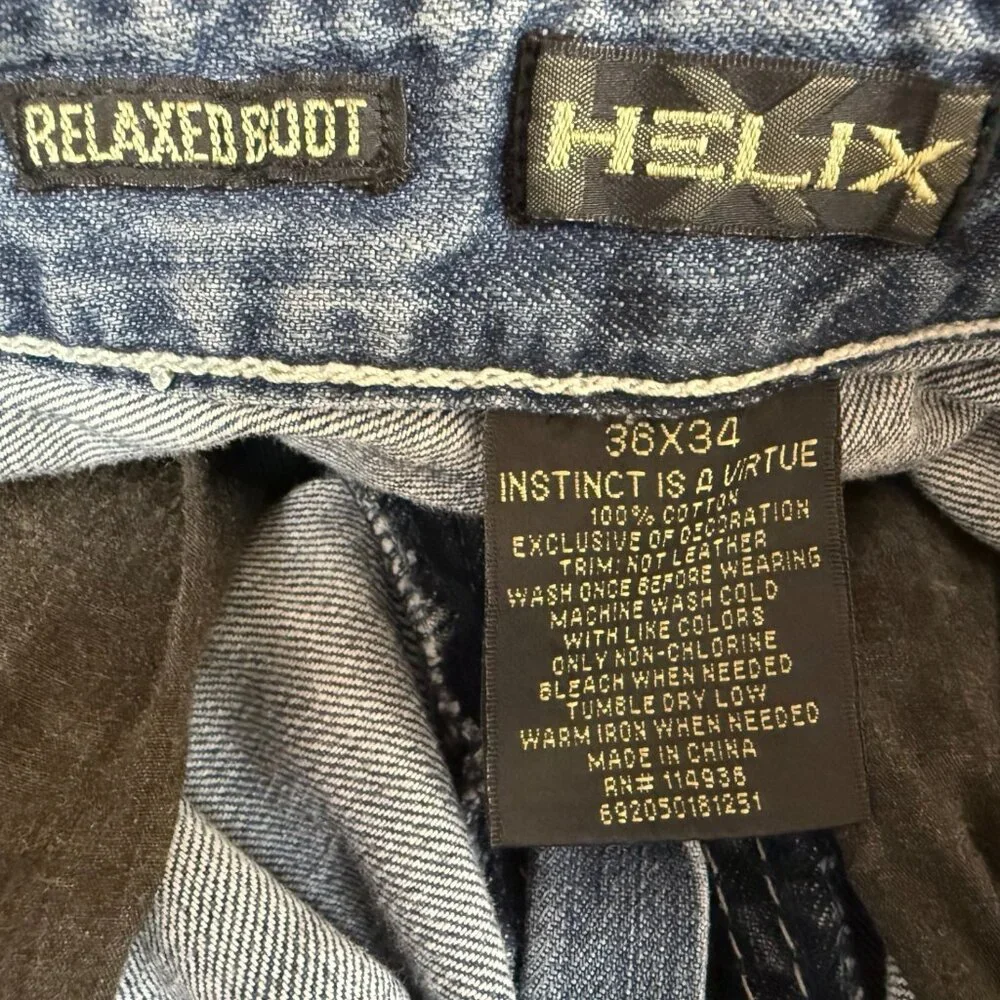 RELAXED BOOT
HELIX
36X34
INSTINCT IS A VIRTUE
100% COTTON
EXCLUSIVE OF DECORATION
TRIM: NOT LEATHER
WASH ONCE BEFORE WEARING
MACHINE WASH COLD
WITH LIKE COLORS
ONLY NON-CHLORINE
BLEACH WHEN NEEDED
TUMBLE DRY LOW
WARM IRON WHEN NEEDED
MADE IN CHINA
RN# 114936
692050181251